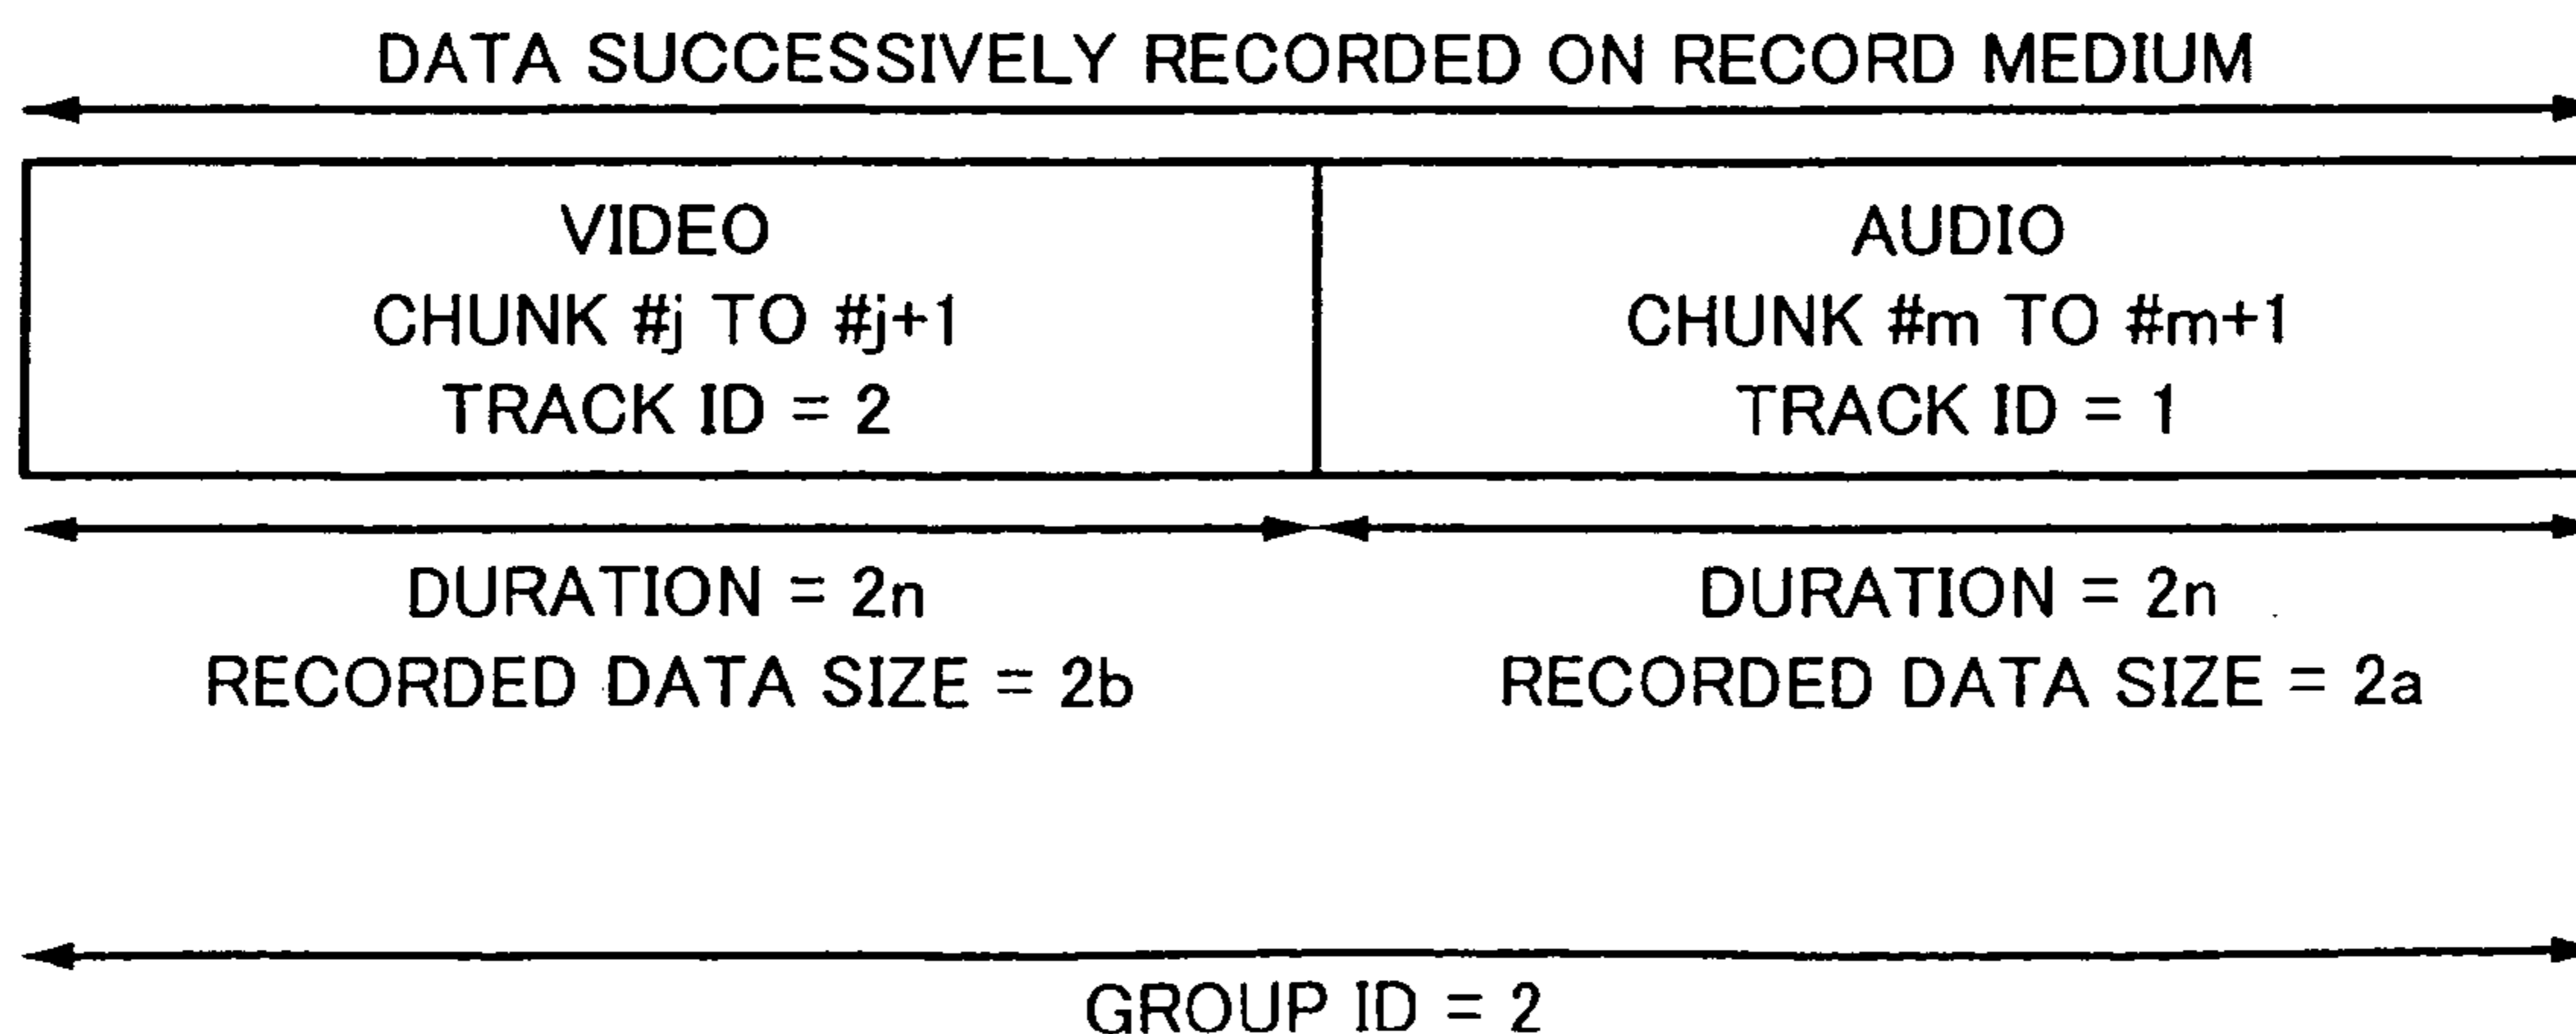 DATA SUCCESSIVELY RECORDED ON RECORD MEDIUM
VIDEO
CHUNK #j TO #j+1
TRACK ID = 2
AUDIO
CHUNK #m TO #m+1
TRACK ID = 1
DURATION = 2n
RECORDED DATA SIZE = 2b
DURATION = 2n
RECORDED DATA SIZE = 2a
GROUP ID = 2